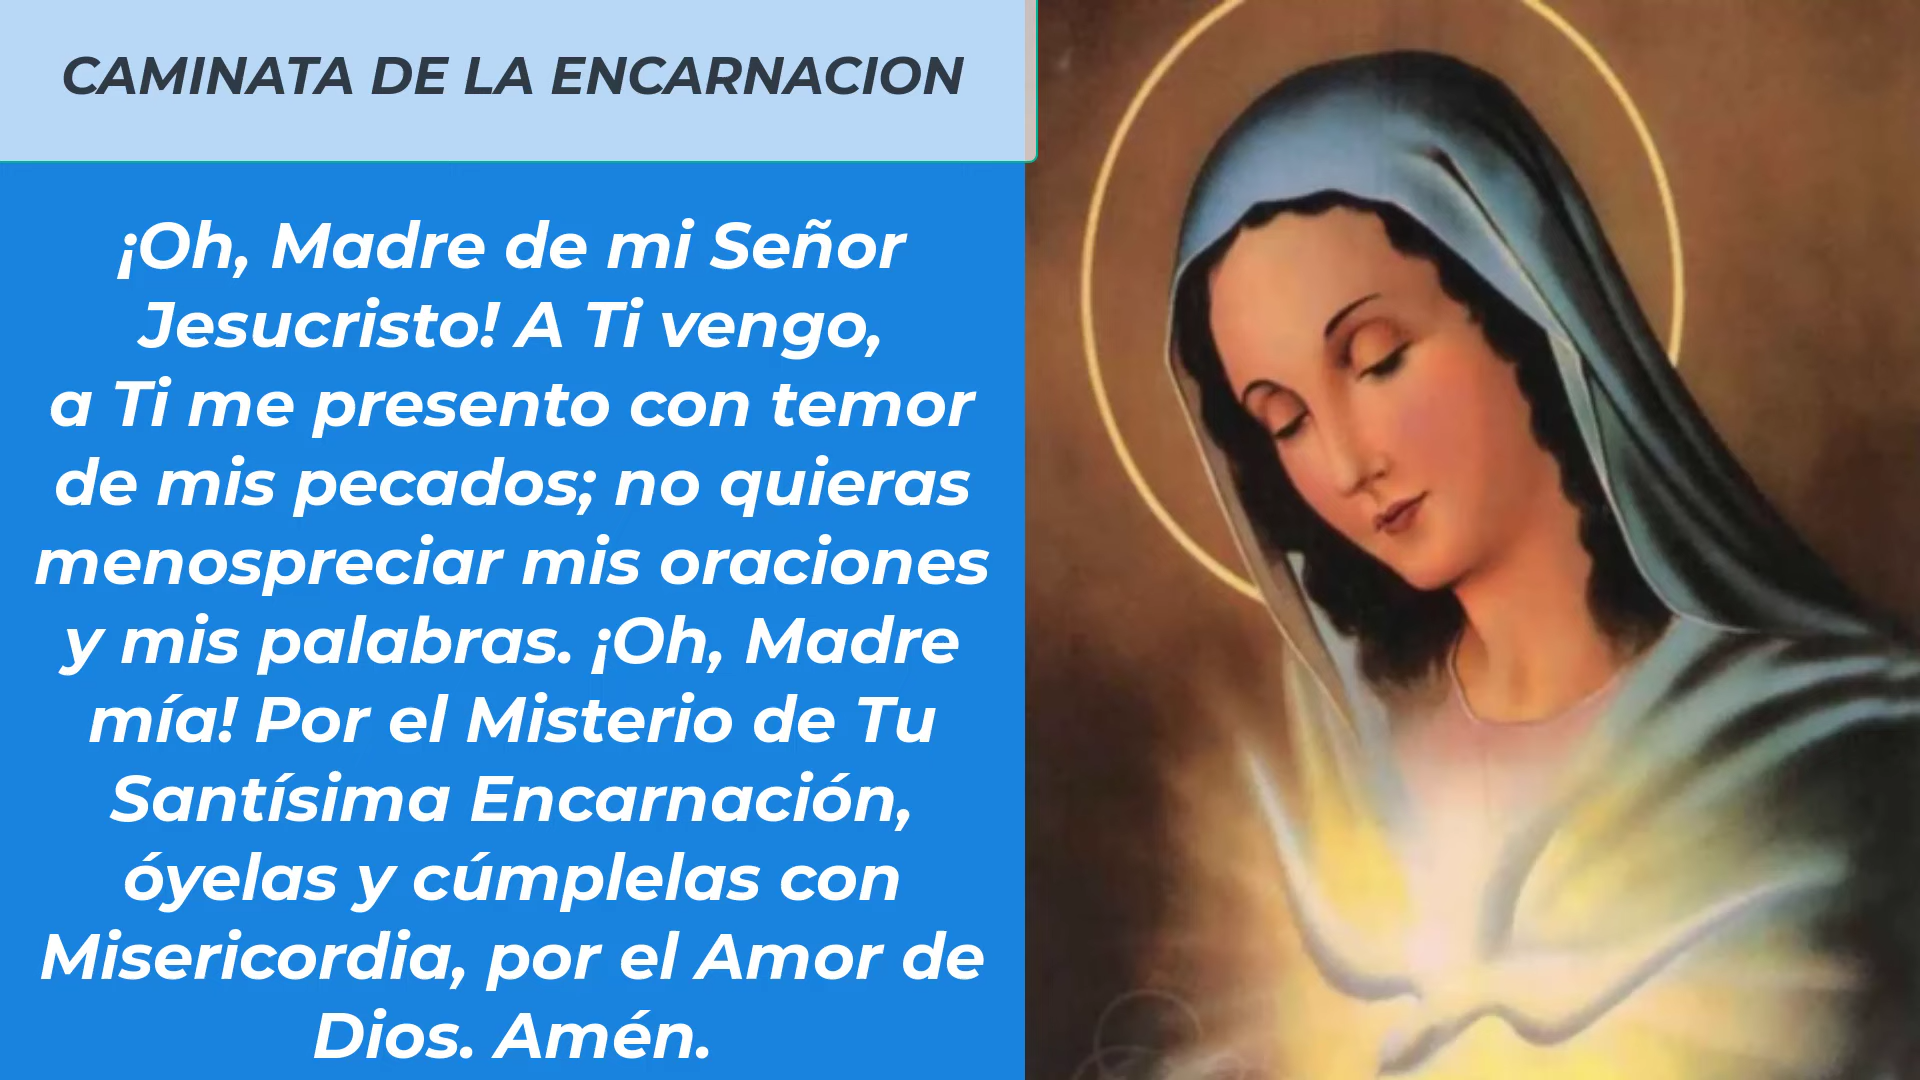 CAMINATA DE LA ENCARNACION
¡Oh, Madre de mi Señor
Jesucristo! A Ti vengo,
a Ti me presento con temor
de mis pecados; no quieras
menospreciar mis oraciones
y mis palabras. ¡Oh, Madre
mía! Por el Misterio de Tu
Santísima Encarnación,
óyelas y cúmplelas con
Misericordia, por el Amor de
Dios. Amén.